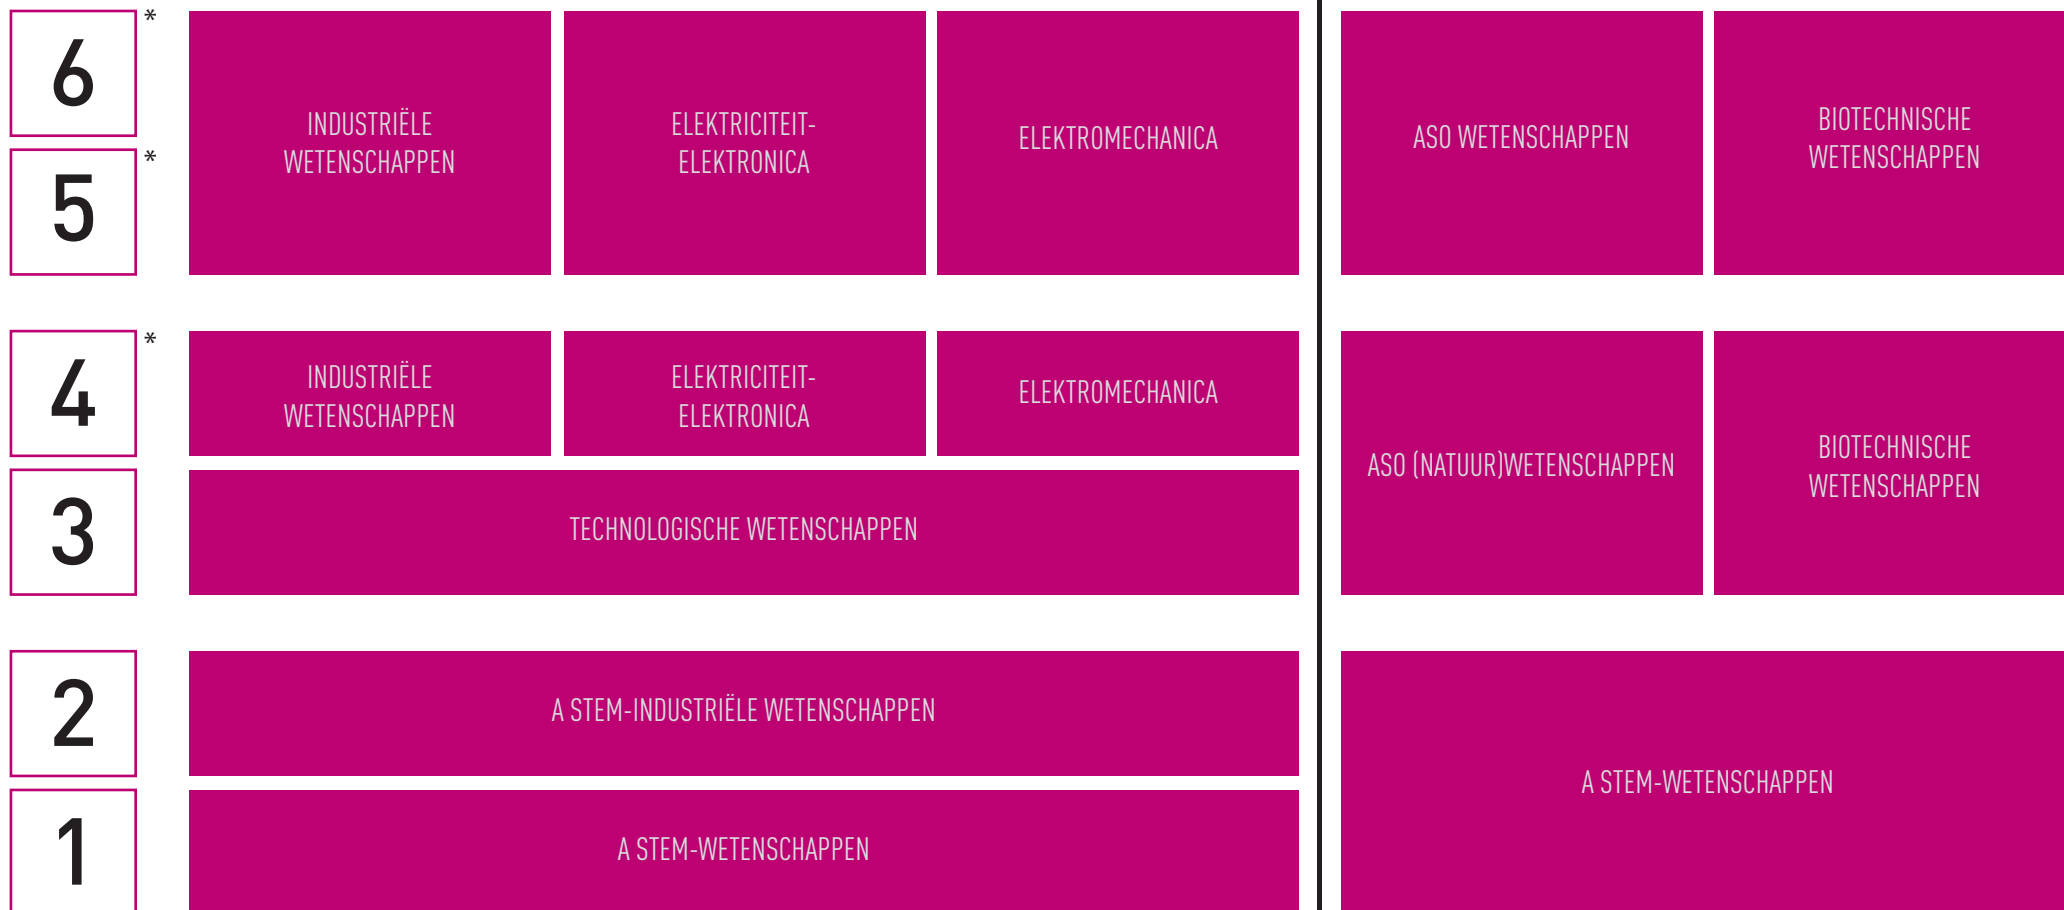 6 *
5 *
INDUSTRIËLE
WETENSCHAPPEN
ELEKTRICITEIT-
ELEKTRONICA
ELEKTROMECHANICA
ASO WETENSCHAPPEN
BIOTECHNISCHE
WETENSCHAPPEN
4 *
INDUSTRIËLE
WETENSCHAPPEN
ELEKTRICITEIT-
ELEKTRONICA
ELEKTROMECHANICA
ASO (NATUUR)WETENSCHAPPEN
BIOTECHNISCHE
WETENSCHAPPEN
3
TECHNOLOGISCHE WETENSCHAPPEN
2
A STEM-INDUSTRIËLE WETENSCHAPPEN
1
A STEM-WETENSCHAPPEN
A STEM-WETENSCHAPPEN